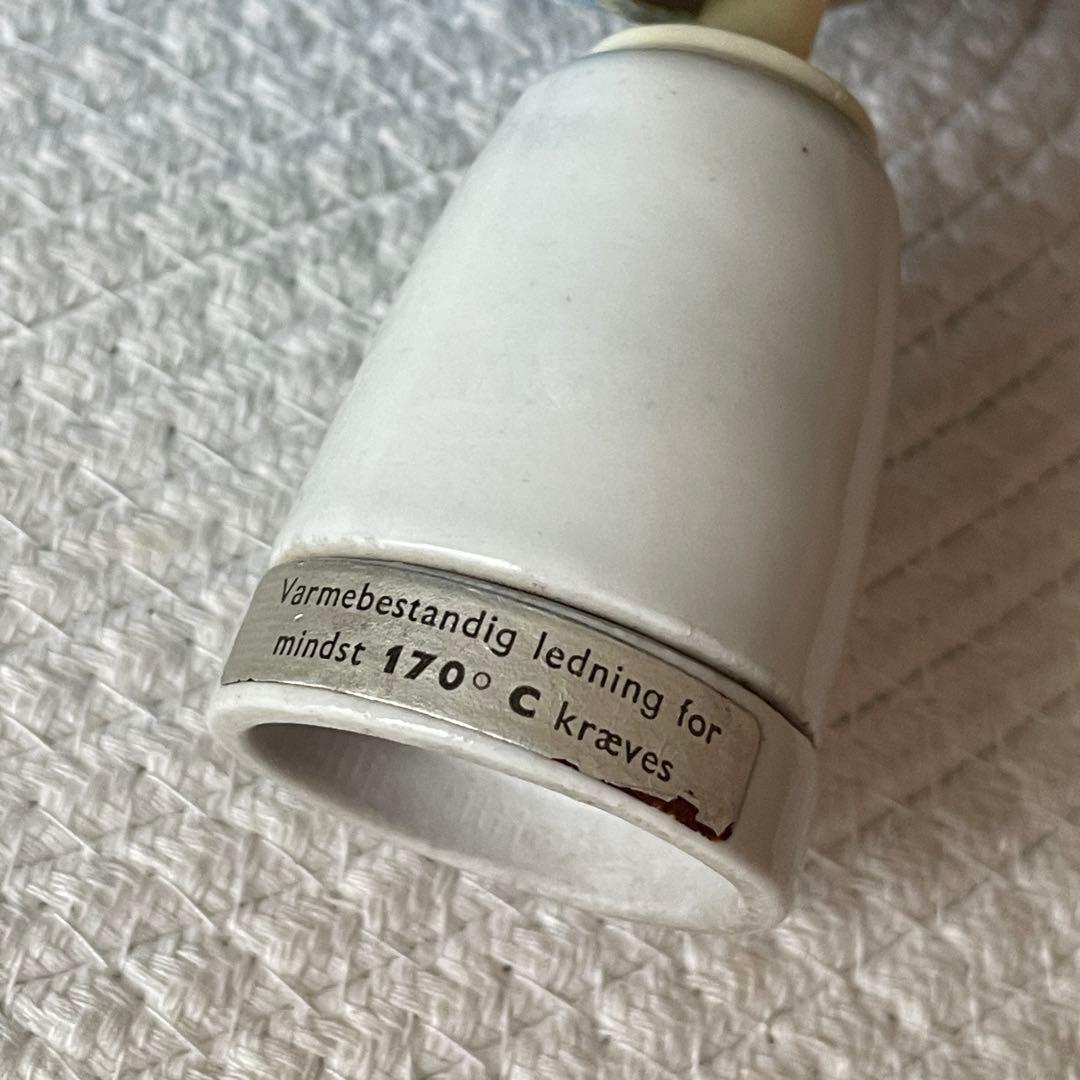 Varmebestandig ledning for
mindst 170° C kræves